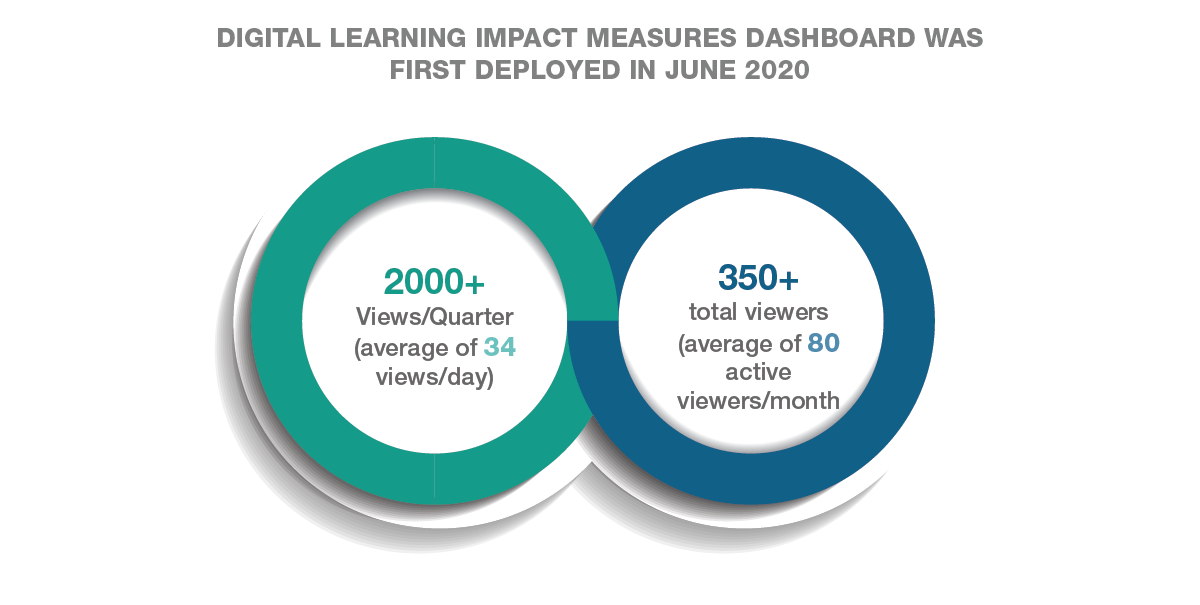 DIGITAL LEARNING IMPACT MEASURES DASHBOARD WAS
FIRST DEPLOYED IN JUNE 2020
2000+
Views/Quarter
(average of 34
views/day)
350+
total viewers
(average of 80
active
viewers/month